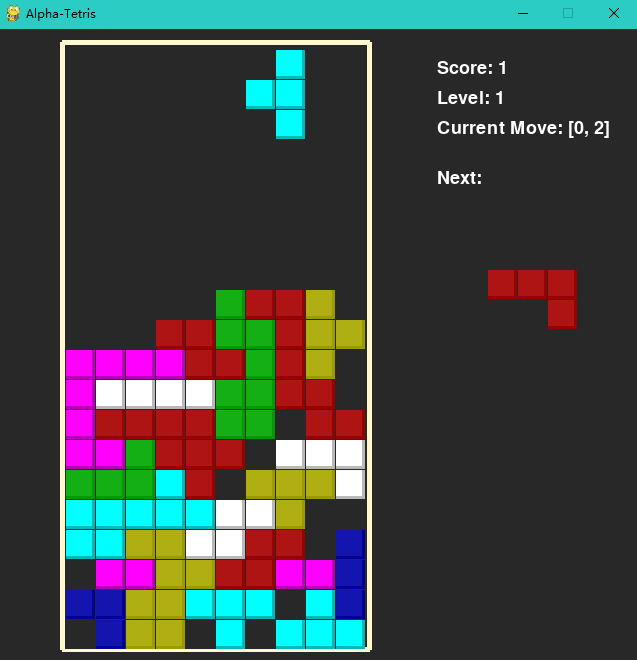 Alpha-Tetris
Score: 1
Level: 1
Current Move: [0, 2]
Next: